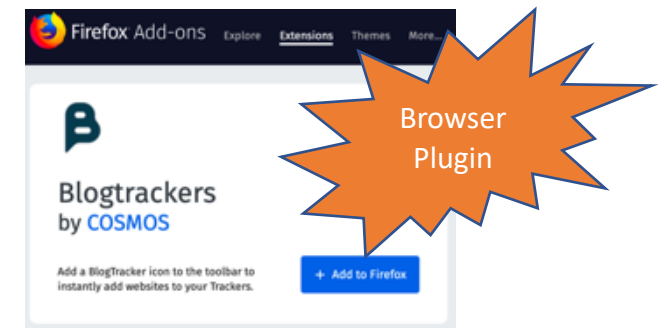 Firefox Add-ons Explore Extensions Themes More...
Browser
Plugin
Blogtrackers
by COSMOS
Add a BlogTracker icon to the toolbar to
instantly add websites to your Trackers.
+ Add to Firefox